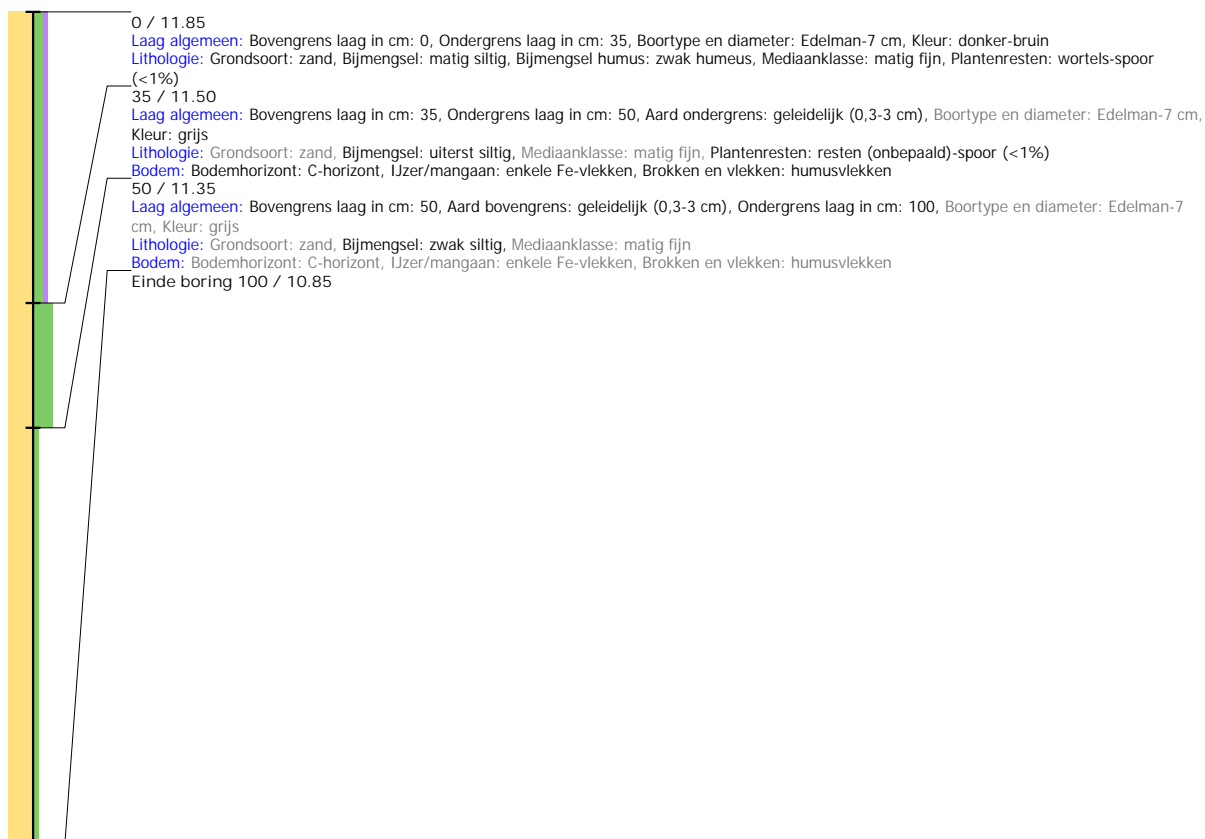 0 / 11.85
Laag algemeen: Bovengrens laag in cm: 0, Ondergrens laag in cm: 35, Boortype en diameter: Edelman-7 cm, Kleur: donker-bruin
Lithologie: Grondsoort: zand, Bijmengsel: matig siltig, Bijmengsel humus: zwak humeus, Mediaanklasse: matig fijn, Plantenresten: wortels-spoor
(<1%)
35 / 11.50
Laag algemeen: Bovengrens laag in cm: 35, Ondergrens laag in cm: 50, Aard ondergrens: geleidelijk (0,3-3 cm), Boortype en diameter: Edelman-7 cm,
Kleur: grijs
Lithologie: Grondsoort: zand, Bijmengsel: uiterst siltig, Mediaanklasse: matig fijn, Plantenresten: resten (onbepaald)-spoor (<1%)
Bodem: Bodemhorizont: C-horizont, IJzer/mangaan: enkele Fe-vlekken, Brokken en vlekken: humusvlekken
50 / 11.35
Laag algemeen: Bovengrens laag in cm: 50, Aard bovengrens: geleidelijk (0,3-3 cm), Ondergrens laag in cm: 100, Boortype en diameter: Edelman-7
cm, Kleur: grijs
Lithologie: Grondsoort: zand, Bijmengsel: zwak siltig, Mediaanklasse: matig fijn
Bodem: Bodemhorizont: C-horizont, IJzer/mangaan: enkele Fe-vlekken, Brokken en vlekken: humusvlekken
Einde boring 100 / 10.85